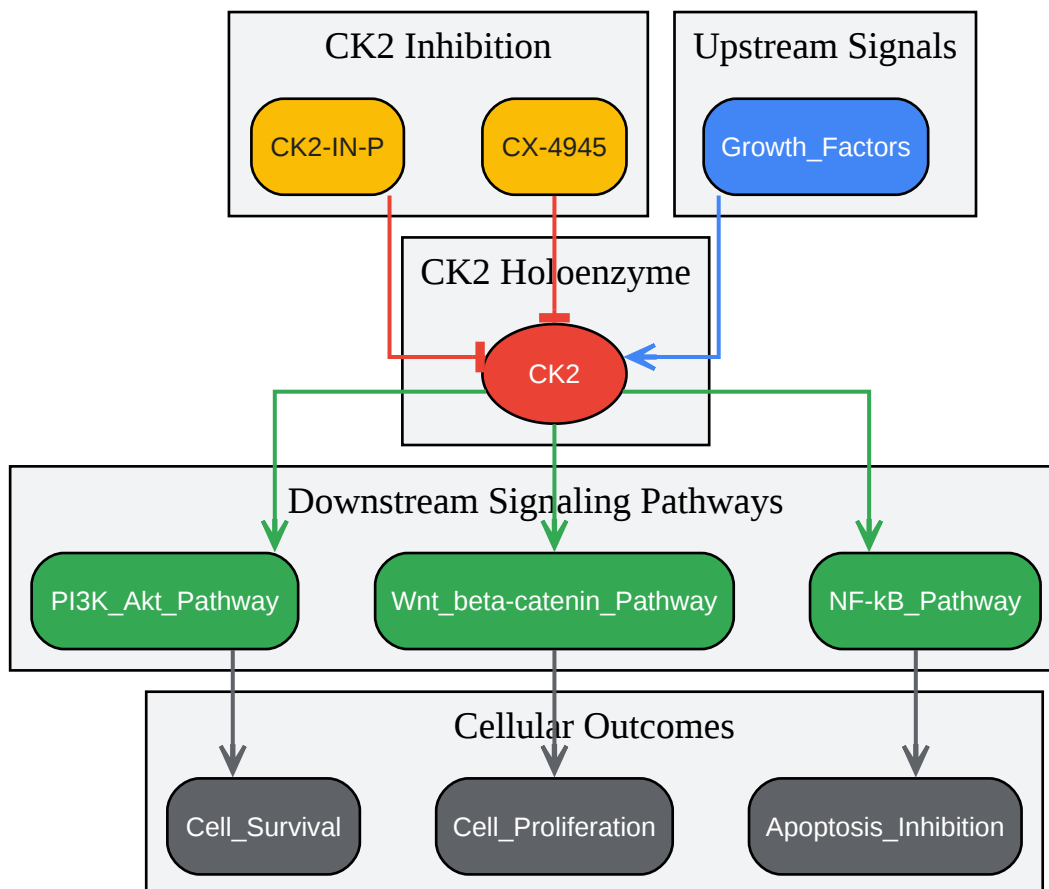 CK2 Inhibition
Upstream Signals
CK2-IN-P
CX-4945
Growth_Factors
CK2 Holoenzyme
CK2
Downstream Signaling Pathways
PI3K_Akt_Pathway
Wnt_beta-catenin_Pathway
NF-kB_Pathway
Cellular Outcomes
Cell_Survival
Cell_Proliferation
Apoptosis_Inhibition